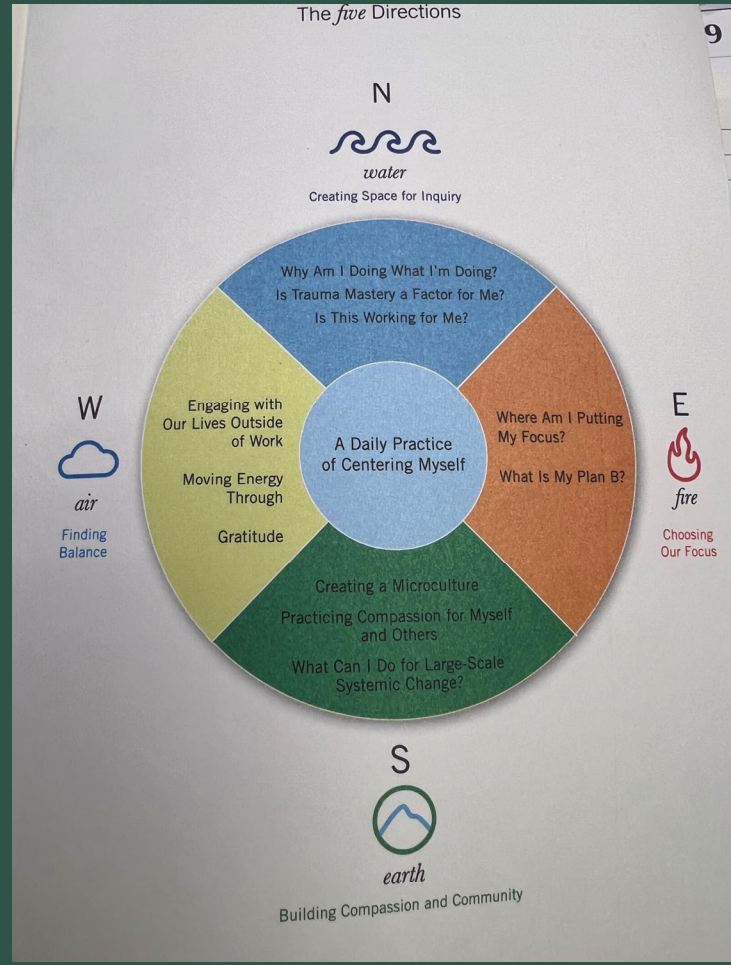 The five Directions
9
N
water
Creating Space for Inquiry
Why Am I Doing What I'm Doing?
Is Trauma Mastery a Factor for Me?
Is This Working for Me?
W
air
Finding
Balance
Engaging with
Our Lives Outside
of Work
Moving Energy
Through
Gratitude
A Daily Practice
of Centering Myself
Where Am I Putting
My Focus?
What Is My Plan B?
E
fire
Choosing
Our Focus
Creating a Microculture
Practicing Compassion for Myself
and Others
What Can I Do for Large-Scale
Systemic Change?
S
earth
Building Compassion and Community